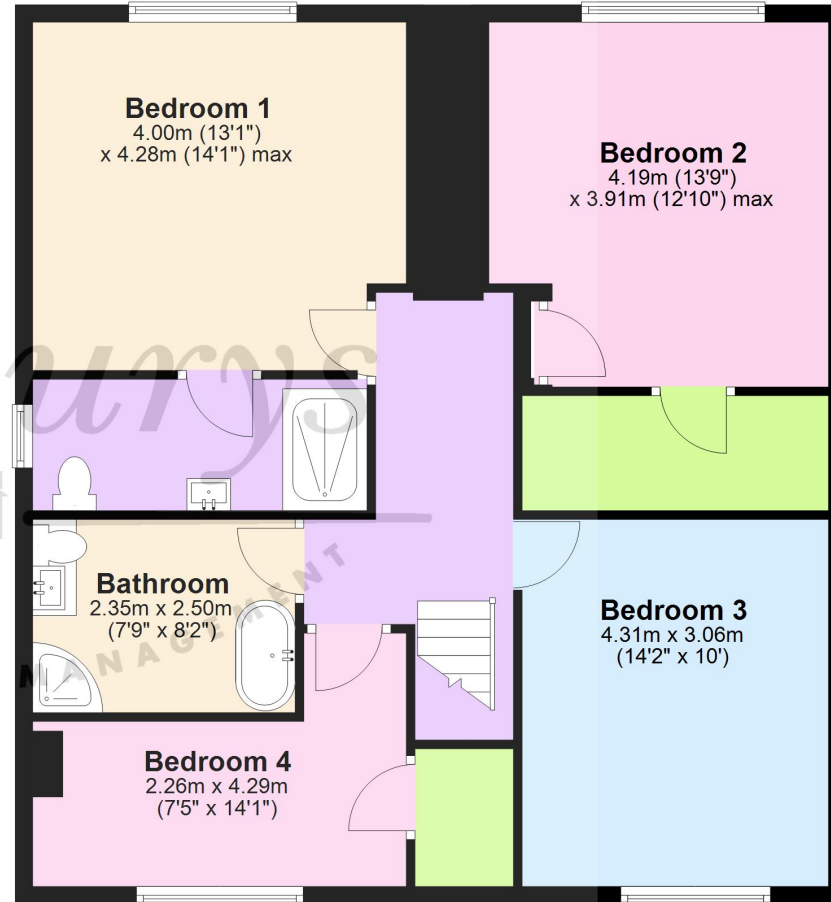 Bedroom 1
4.00m (13'1")
x 4.28m (14'1") max
Bedroom 2
4.19m (13'9")
x 3.91m (12'10") max
urys
MANAGEMENT
Bathroom
2.35m x 2.50m
(7'9" x 8'2")
Bedroom 3
4.31m x 3.06m
(14'2" x 10')
Bedroom 4
2.26m x 4.29m
(7'5" x 14'1")